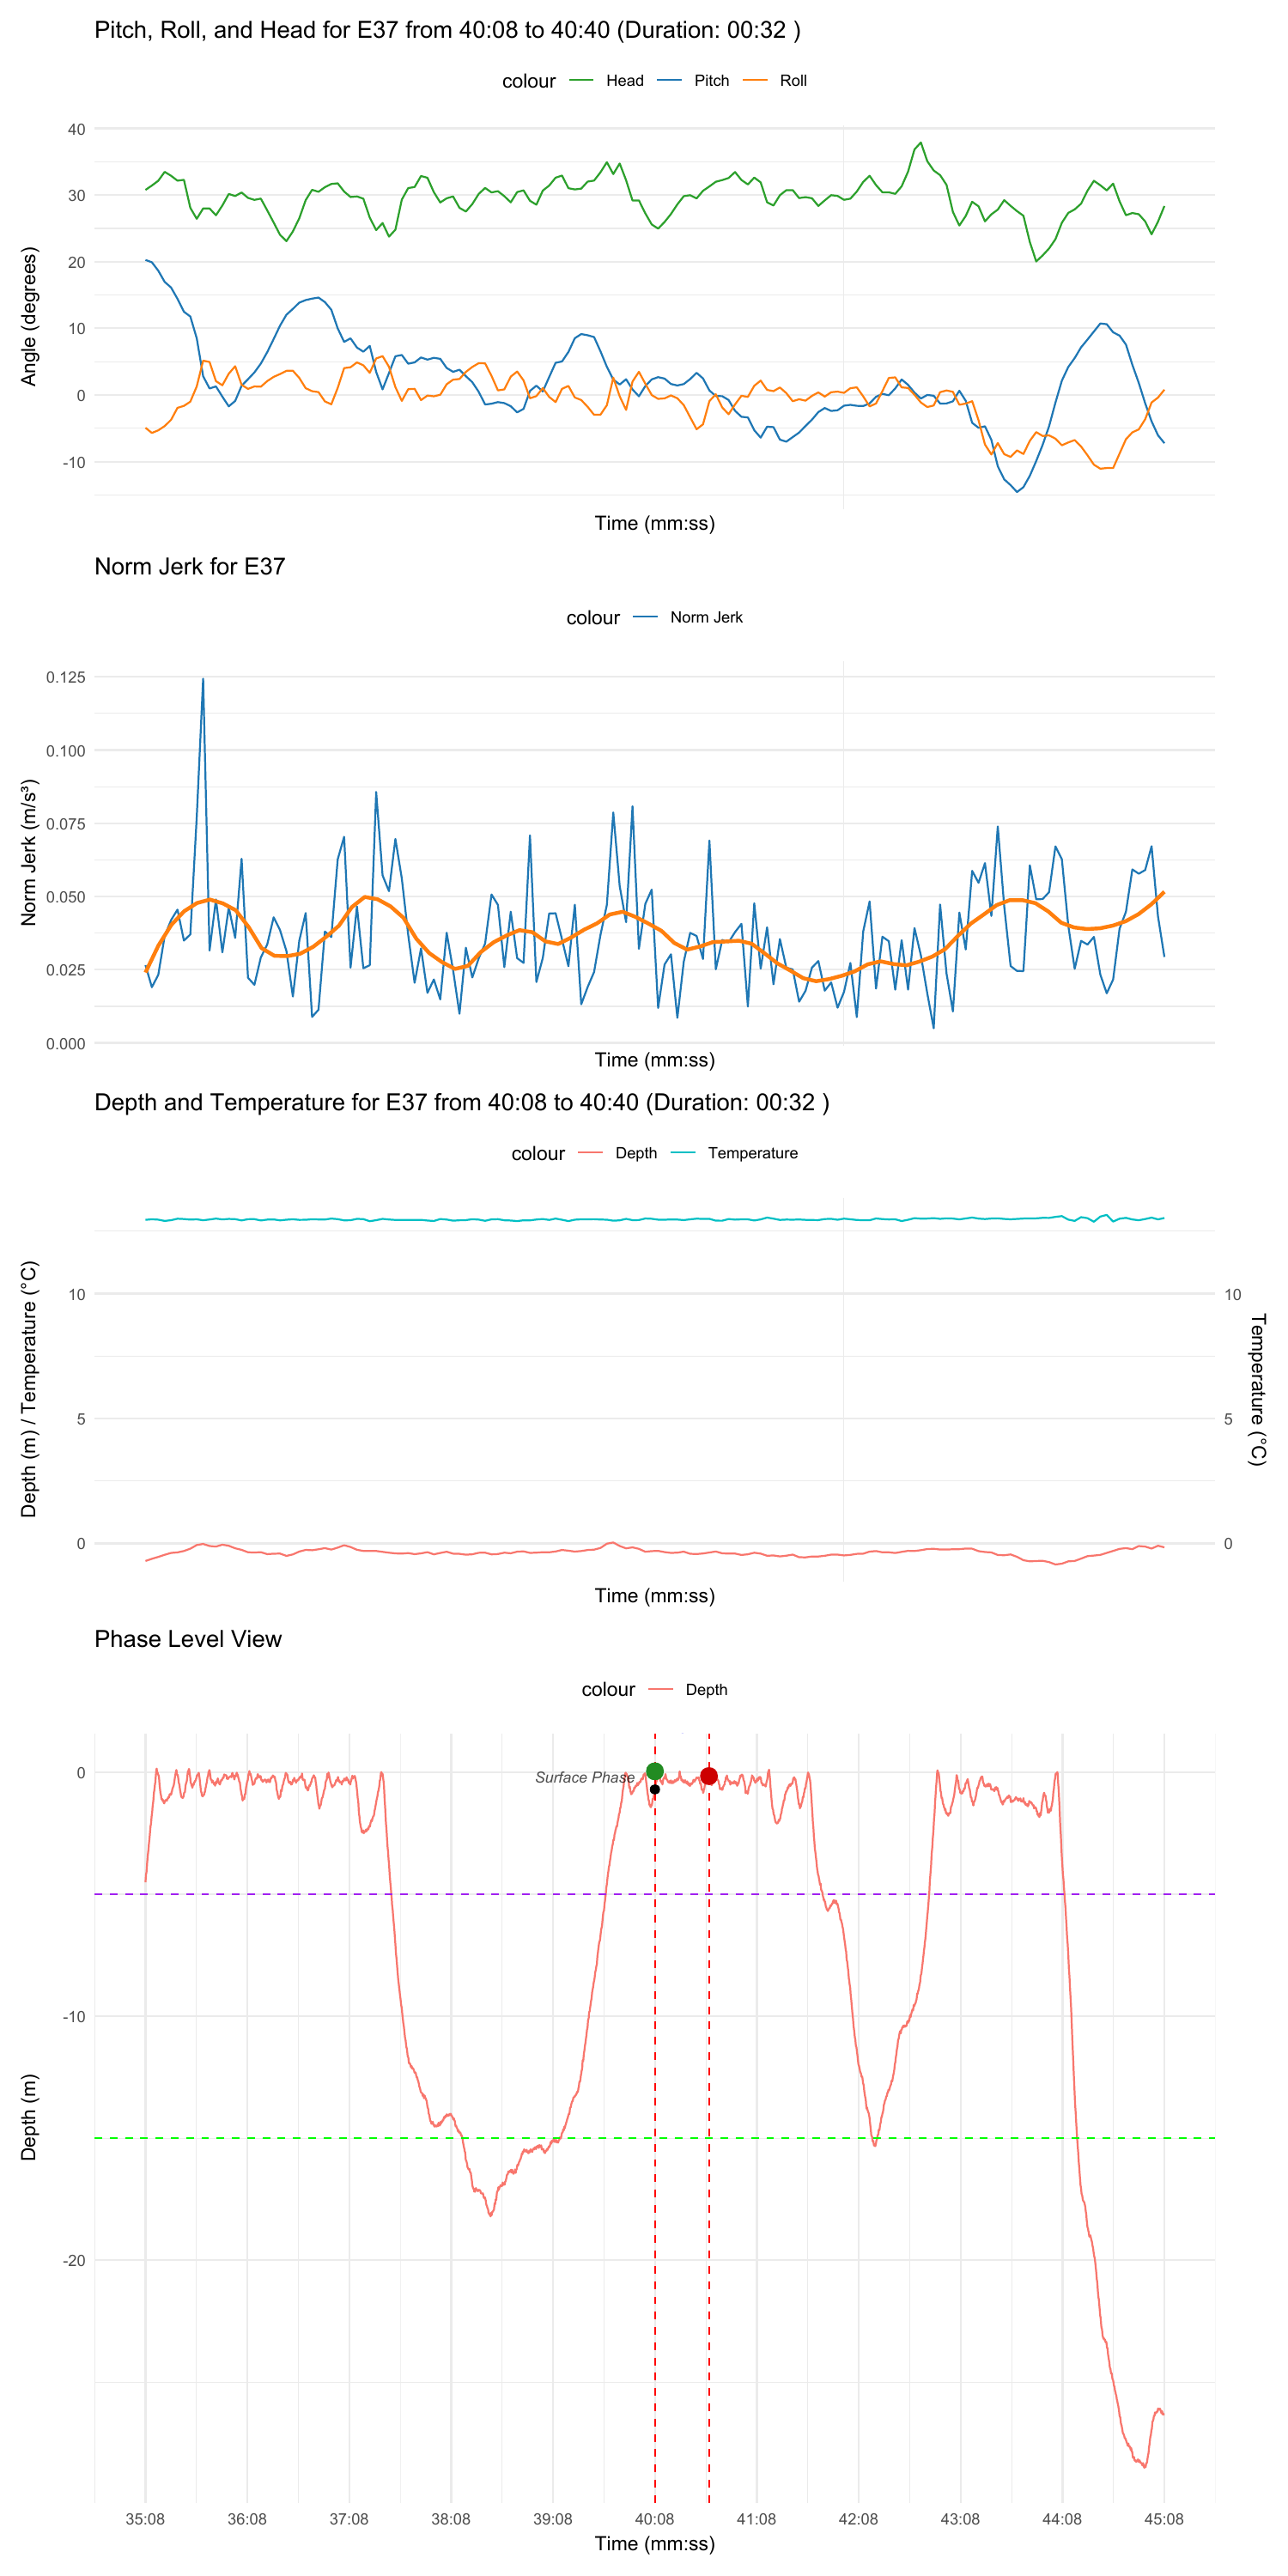 Pitch, Roll, and Head for E37 from 40:08 to 40:40 (Duration: 00:32 )
colour Head Pitch Roll
40
30
20
10
0
-10
Angle (degrees)
Time (mm:ss)
Norm Jerk for E37
colour Norm Jerk
0.125
0.100
0.075
0.050
0.025
0.000
Norm Jerk (m/s³)
Time (mm:ss)
Depth and Temperature for E37 from 40:08 to 40:40 (Duration: 00:32 )
colour Depth Temperature
10
5
0
Depth (m) / Temperature (°C)
10
5
0
Temperature (°C)
Time (mm:ss)
Phase Level View
colour Depth
Surface Phase
0
-10
-20
Depth (m)
35:08 36:08 37:08 38:08 39:08 40:08 41:08 42:08 43:08 44:08 45:08
Time (mm:ss)